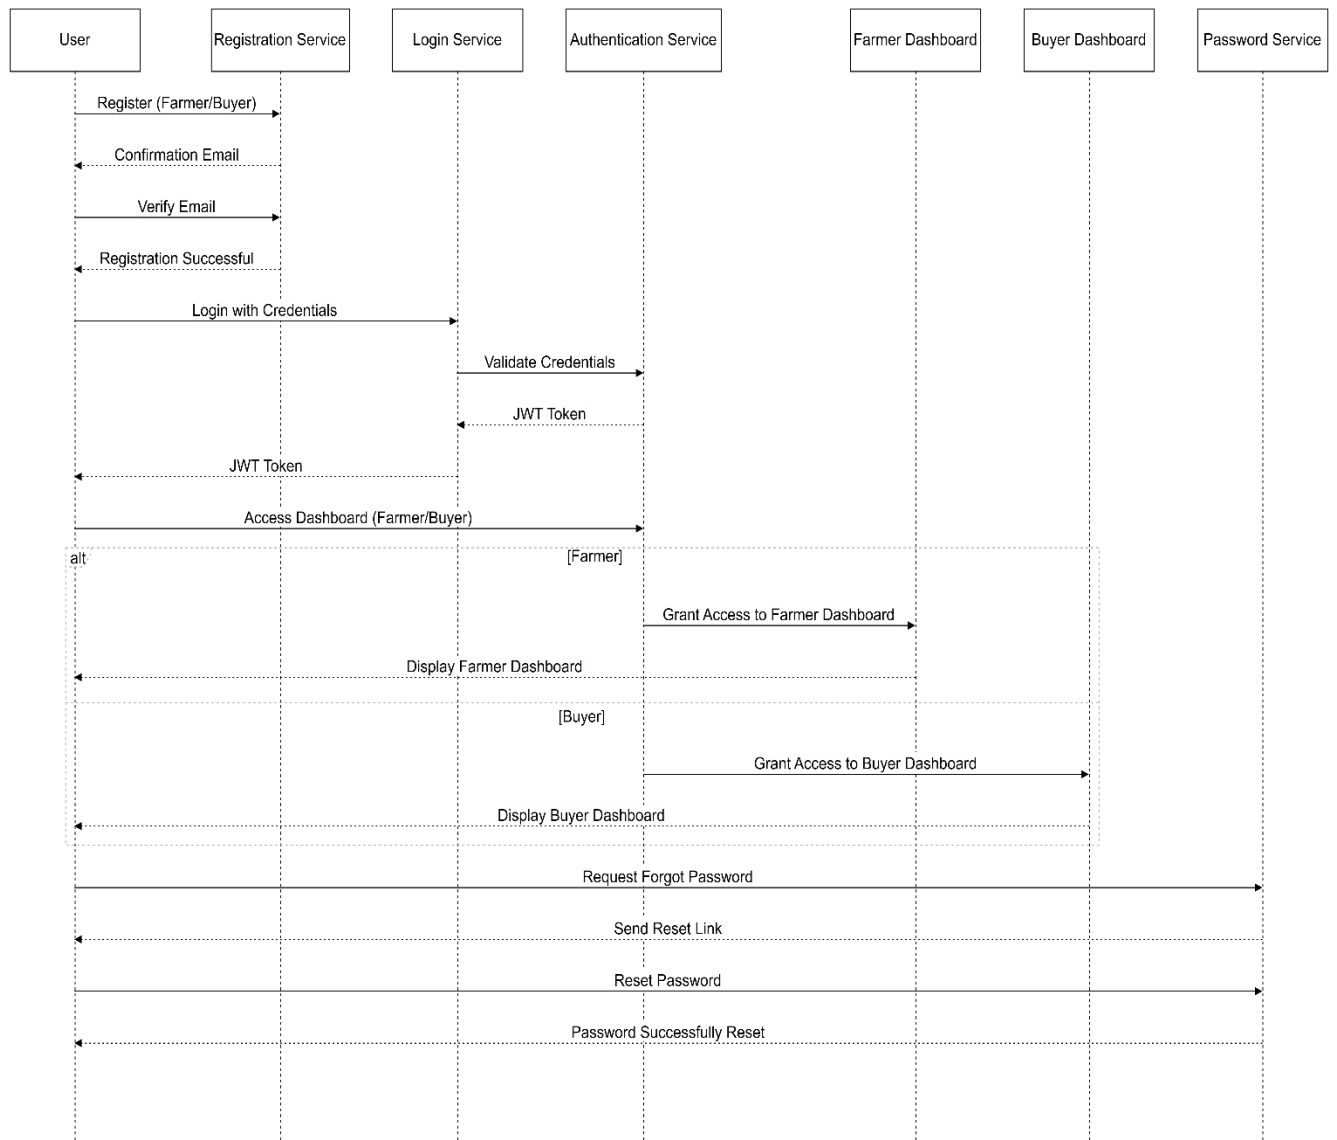 User
Registration Service
Login Service
Authentication Service
Farmer Dashboard
Buyer Dashboard
Password Service
Register (Farmer/Buyer)
Confirmation Email
Verify Email
Registration Successful
Login with Credentials
Validate Credentials
JWT Token
JWT Token
Access Dashboard (Farmer/Buyer)
alt
[Farmer]
Grant Access to Farmer Dashboard
Display Farmer Dashboard
[Buyer]
Grant Access to Buyer Dashboard
Display Buyer Dashboard
Request Forgot Password
Send Reset Link
Reset Password
Password Successfully Reset